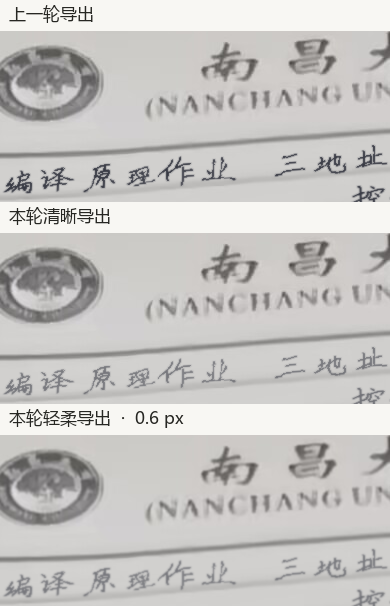 上一轮导出
南昌
(NANCHANG UN
编译原理作业 三地址
控
本轮清晰导出
南昌
(NANCHANG UN
编译原理作业 三地址
控
本轮轻柔导出 · 0.6 px
南昌
(NANCHANG UN
编译原理作业 三地址
控